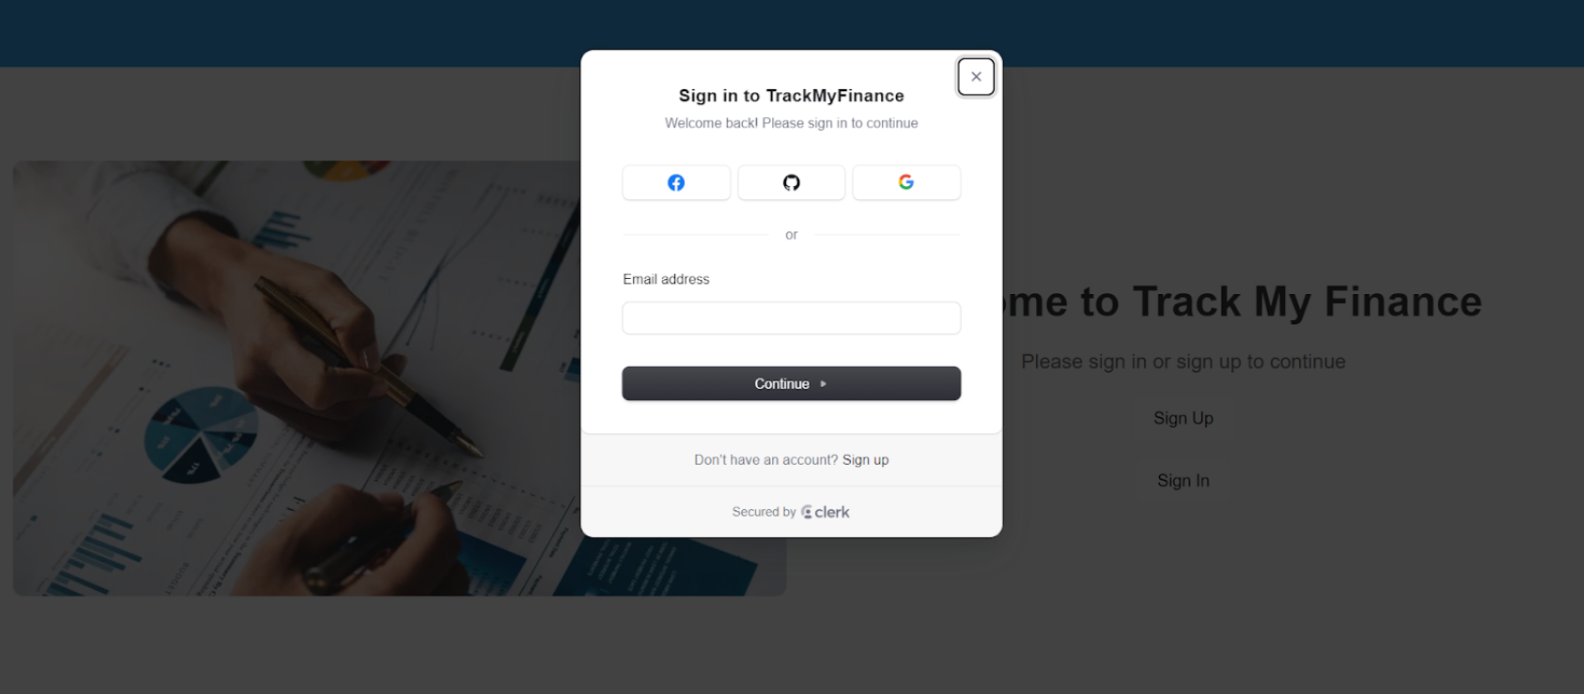 Sign in to TrackMyFinance
Welcome back! Please sign in to continue
or
Email address
Continue
Don't have an account? Sign up
Secured by clerk
ome to Track My Finance
Please sign in or sign up to continue
Sign Up
Sign In